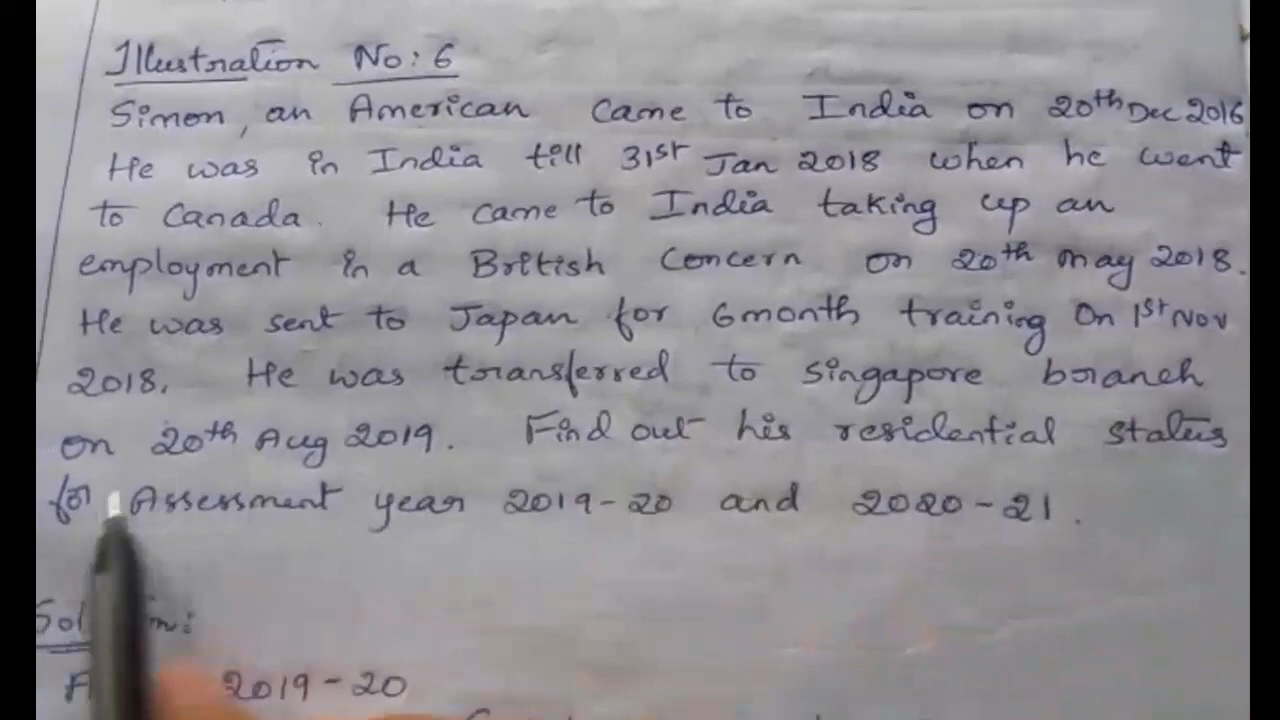 Illustration No: 6
Simon, an American came to India on 20th Dec 2016
He was in India till 31st Jan 2018 when he went
to Canada. He came to India taking up an
employment in a British concern on 20th may 2018.
He was sent to Japan for 6month training On 1st Nov
2018. He was transferred to Singapore branch
on 20th Aug 2019. Find out his residential status
for Assessment year 2019-20 and 2020-21.
2019-20